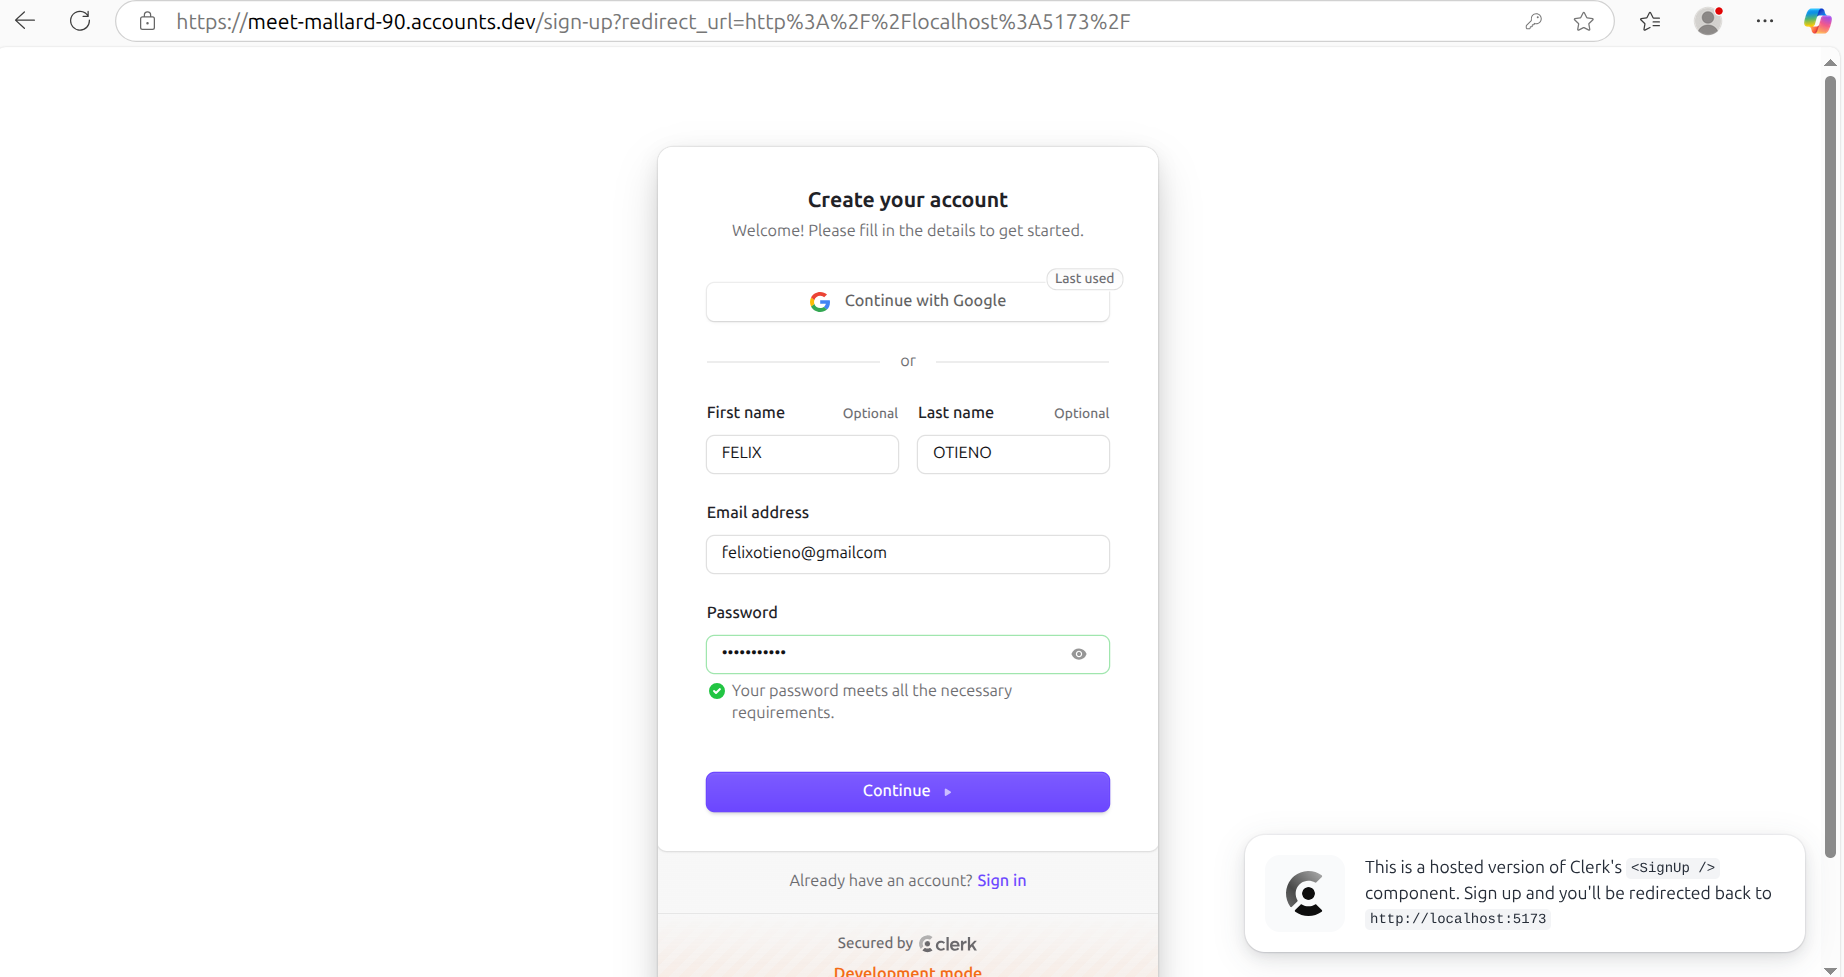 https://meet-mallard-90.accounts.dev/sign-up?redirect_url=http%3A%2F%2Flocalhost%3A5173%2F
Create your account
Welcome! Please fill in the details to get started.
Last used
Continue with Google
or
First name Optional Last name Optional
FELIX OTIENO
Email address
felixotieno@gmailcom
Password
•••••••••••
Your password meets all the necessary
requirements.
Continue
Already have an account? Sign in
Secured by clerk
Development mode
This is a hosted version of Clerk's <SignUp />
component. Sign up and you'll be redirected back to
http://localhost:5173